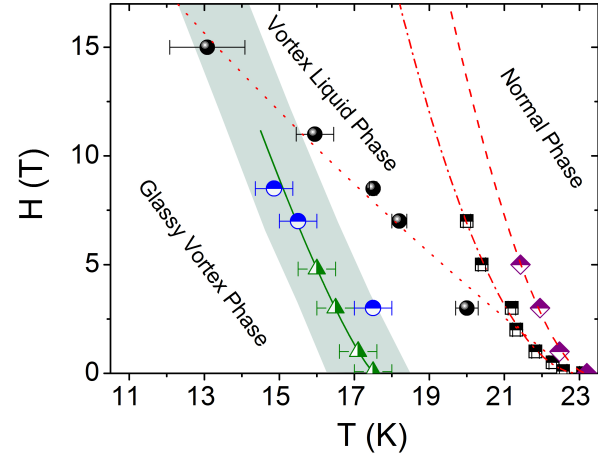 15
10
5
0
H (T)
Vortex Liquid Phase
Normal Phase
Glassy Vortex Phase
11 13 15 17 19 21 23
T (K)